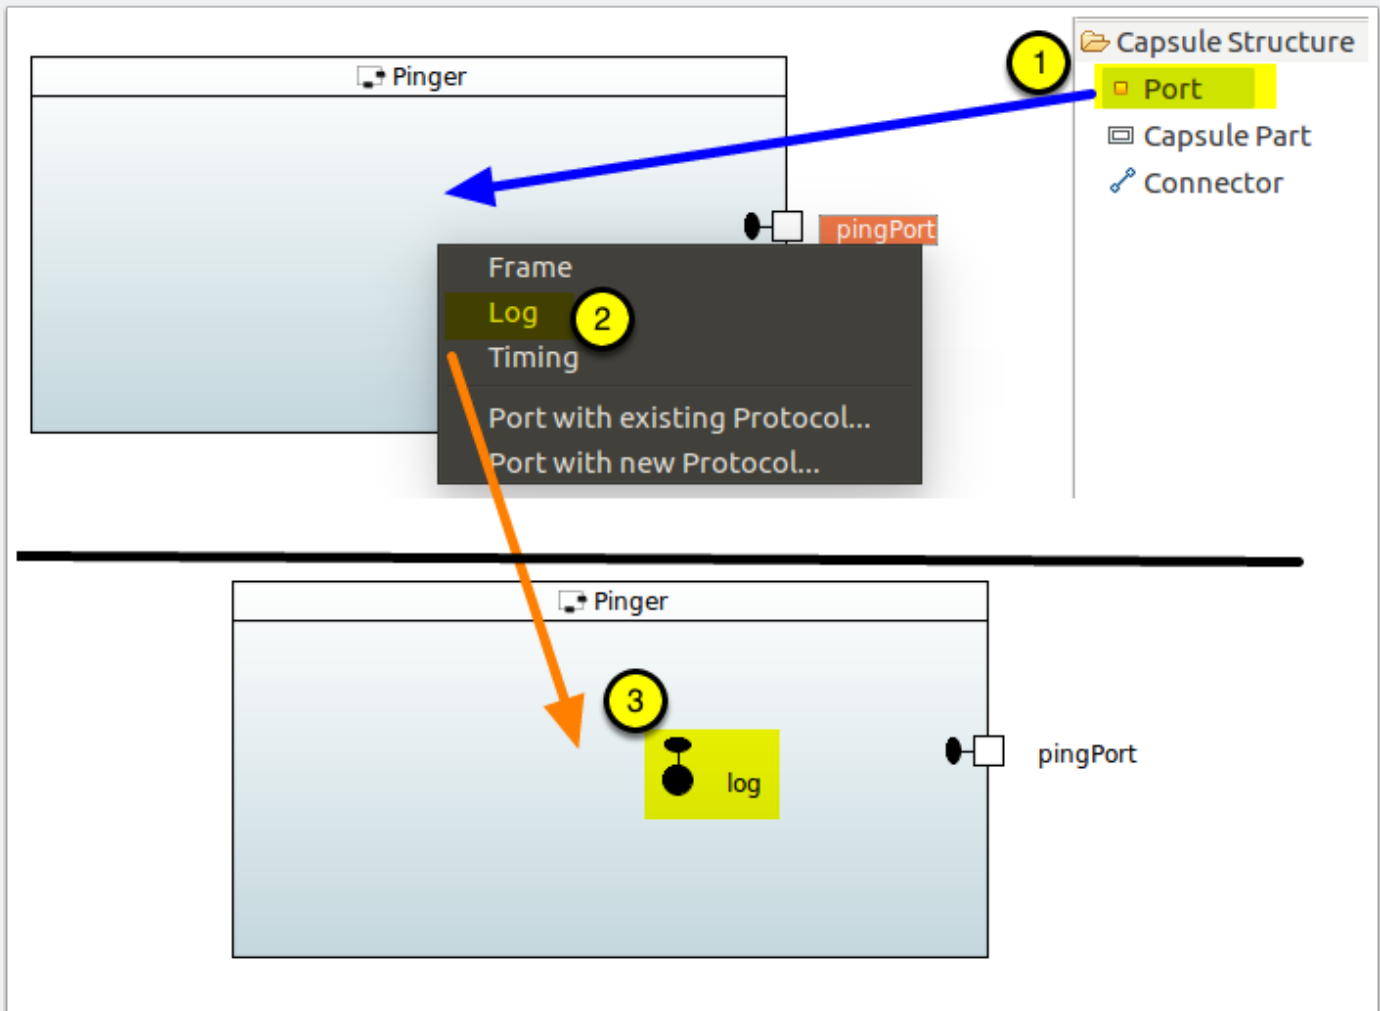 Pinger
1
Capsule Structure
Port
Capsule Part
Connector
pingPort
Frame
Log
2
Timing
Port with existing Protocol...
Port with new Protocol...
Pinger
3
log
pingPort